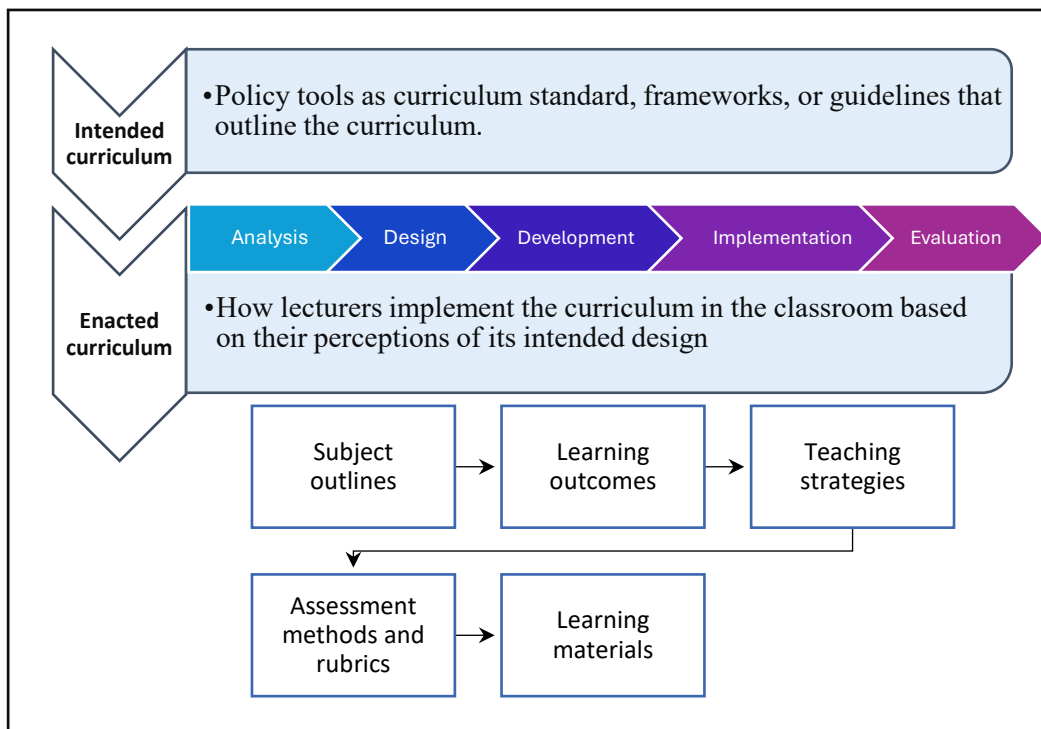 •Policy tools as curriculum standard, frameworks, or guidelines that
outline the curriculum.
Intended
curriculum
Analysis
Design
Development
Implementation
Evaluation
•How lecturers implement the curriculum in the classroom based
on their perceptions of its intended design
Enacted
curriculum
Subject
outlines
Learning
outcomes
Teaching
strategies
Assessment
methods and
rubrics
Learning
materials